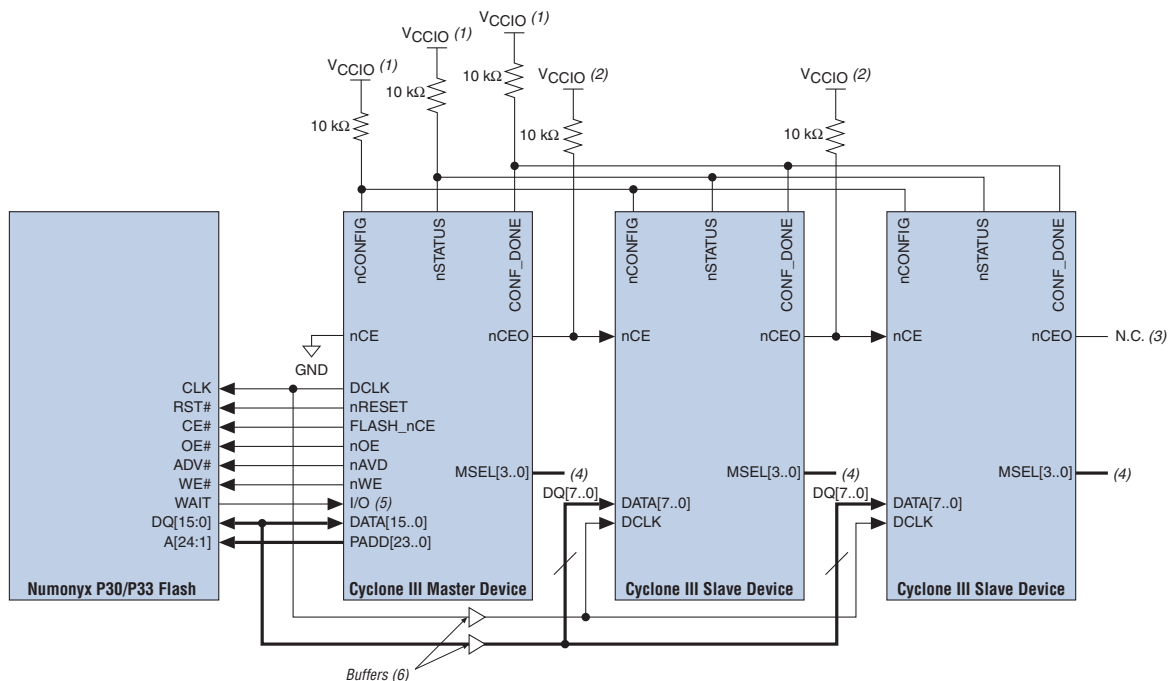 VCCIO (1)
VCCIO (1)
VCCIO (1)
VCCIO (2)
VCCIO (2)
10 kΩ
10 kΩ
10 kΩ
10 kΩ
10 kΩ
nCONFIG
nSTATUS
CONF_DONE
nCONFIG
nSTATUS
CONF_DONE
nCONFIG
nSTATUS
CONF_DONE
nCE
nCEO
nCE
nCEO
nCE
nCEO
N.C. (3)
GND
CLK
DCLK
RST#
nRESET
CE#
FLASH_nCE
OE#
nOE
ADV#
nAVD
WE#
nWE
WAIT
I/O (5)
DQ[15:0]
DATA[15..0]
A[24:1]
PADD[23..0]
MSEL[3..0]
(4)
MSEL[3..0]
(4)
MSEL[3..0]
(4)
DQ[7..0]
DATA[7..0]
DCLK
DQ[7..0]
DATA[7..0]
DCLK
Numonyx P30/P33 Flash
Cyclone III Master Device
Cyclone III Slave Device
Cyclone III Slave Device
Buffers (6)